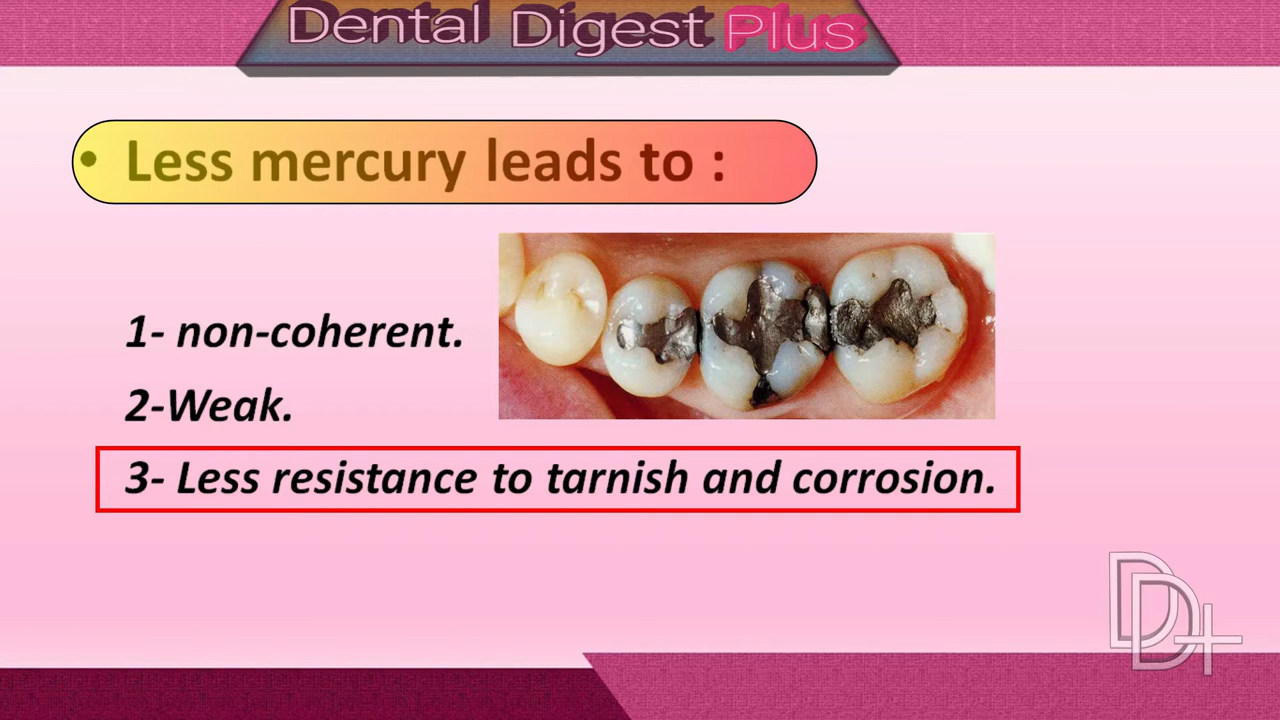 Dental Digest Plus
• Less mercury leads to :
1- non-coherent.
2-Weak.
3- Less resistance to tarnish and corrosion.
DD+